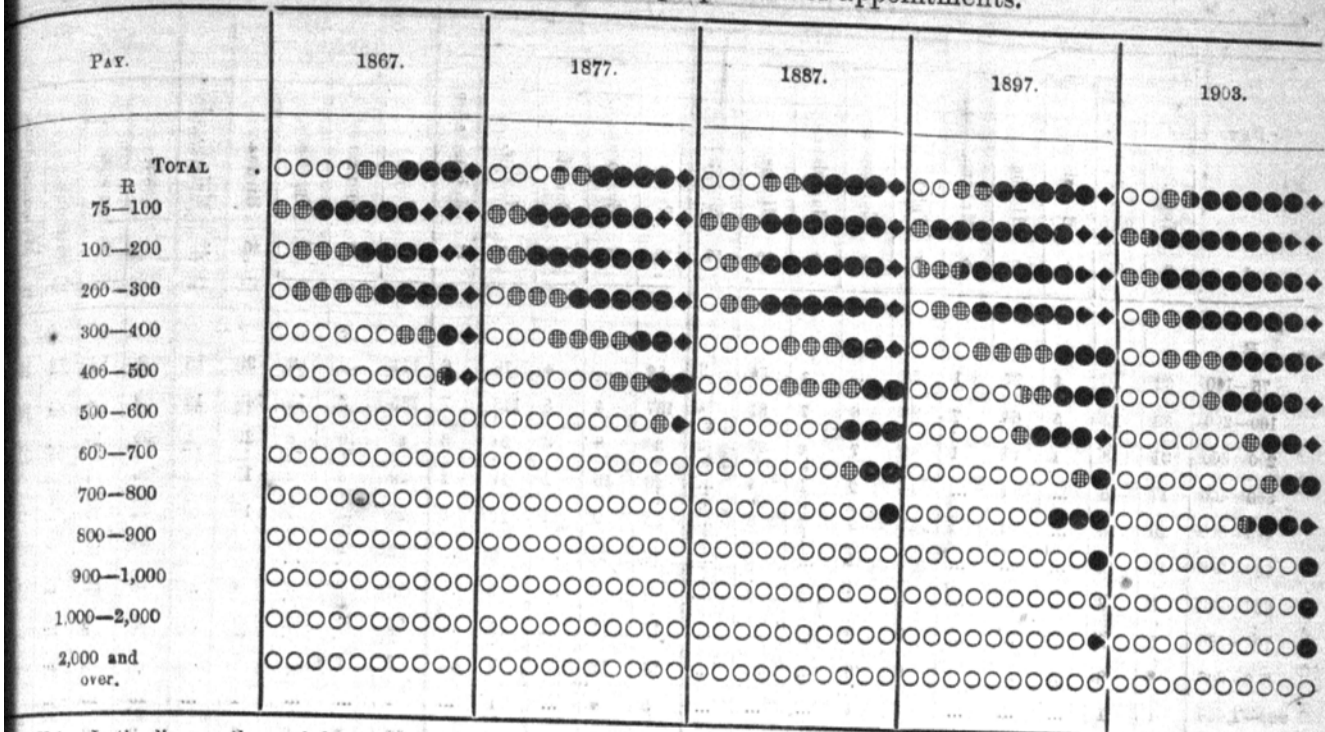 appointments.
PAY. 1867. 1877. 1887. 1897. 1903.
TOTAL .
R
75—100
100—200
200—300
300—400
400—500
500—600
600—700
700—800
800—900
900—1,000
1,000—2,000
2,000 and
over.